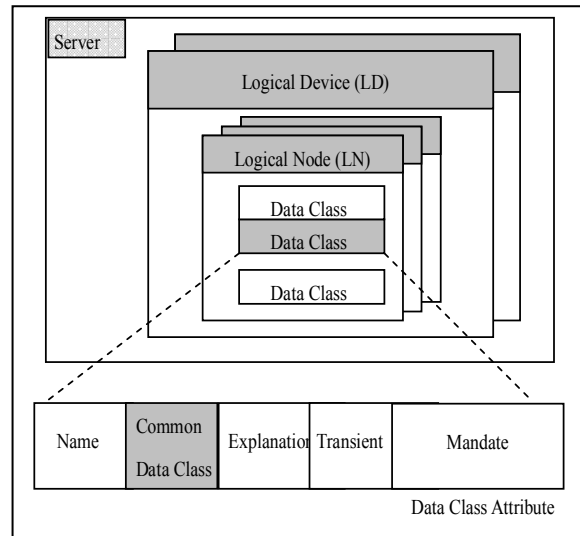 Server
Logical Device (LD)
Logical Node (LN)
Data Class
Data Class
Data Class
Name
Common
Data Class
Explanation
Transient
Mandate
Data Class Attribute